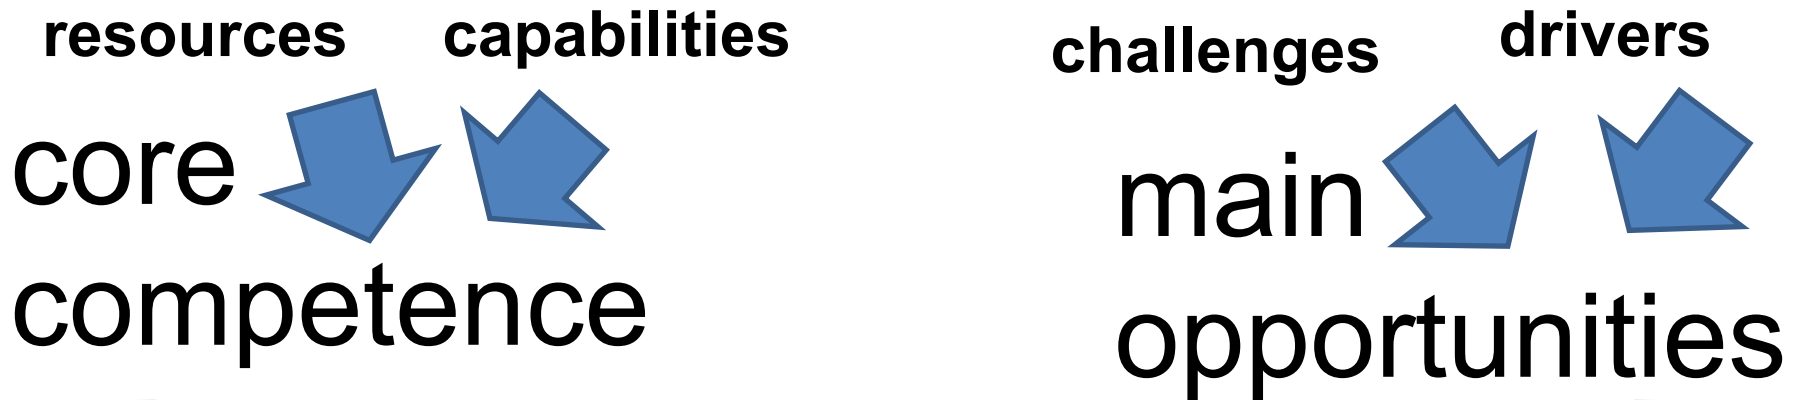 resources capabilities
core
competence
challenges drivers
main
opportunities